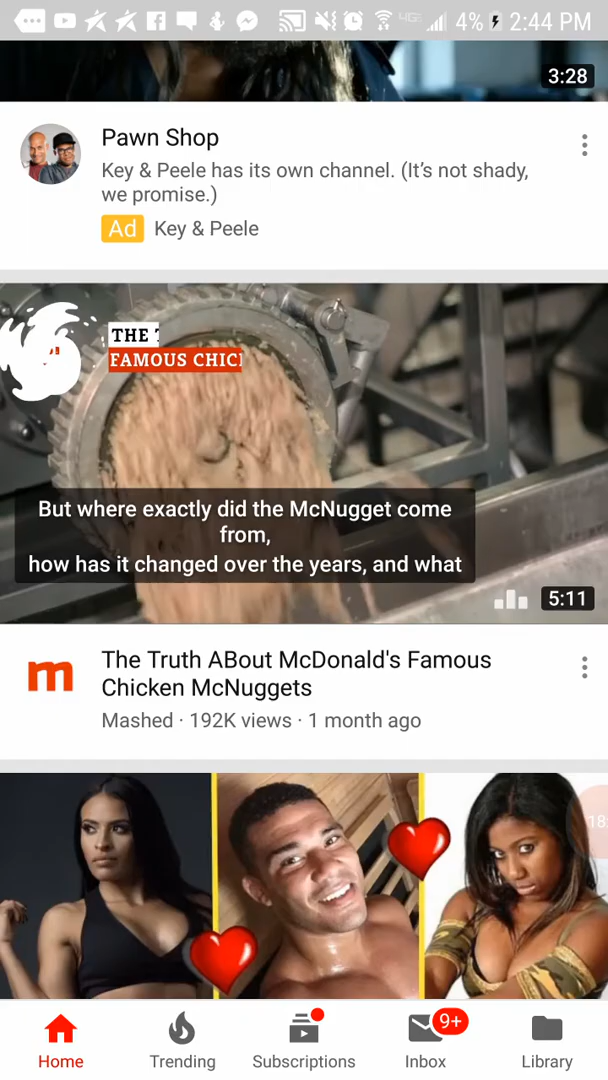 4G
4%
2:44 PM
3:28
Pawn Shop
Key & Peele has its own channel. (It’s not shady,
we promise.)
Ad Key & Peele
THE
FAMOUS CHIC
But where exactly did the McNugget come
from,
how has it changed over the years, and what
5:11
m
The Truth ABout McDonald's Famous
Chicken McNuggets
Mashed · 192K views · 1 month ago
18:
Home
Trending
Subscriptions
9+
Inbox
Library